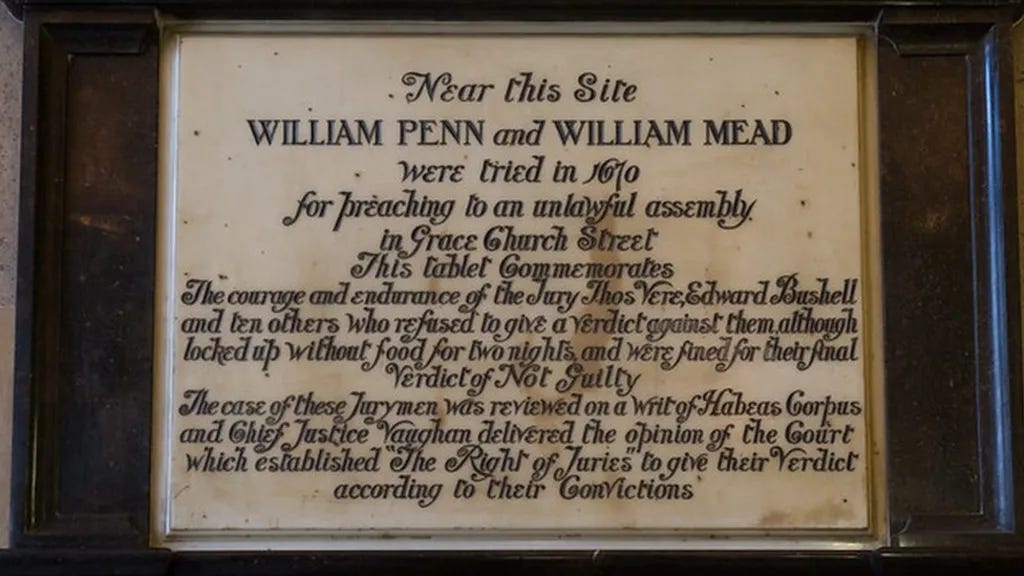 Near this Site
WILLIAM PENN and WILLIAM MEAD
were tried in 1670
for preaching to an unlawful assembly
in Grace Church Street
This tablet Commemorates
The courage and endurance of the Jury Thos Vere, Edward Bushell
and ten others who refused to give a verdict against them, although
locked up without food for two nights, and were fined for their final
Verdict of Not Guilty
The case of these Jurymen was reviewed on a writ of Habeas Corpus
and Chief Justice Vaughan delivered the opinion of the Court
which established "The Right of Juries" to give their Verdict
according to their Convictions